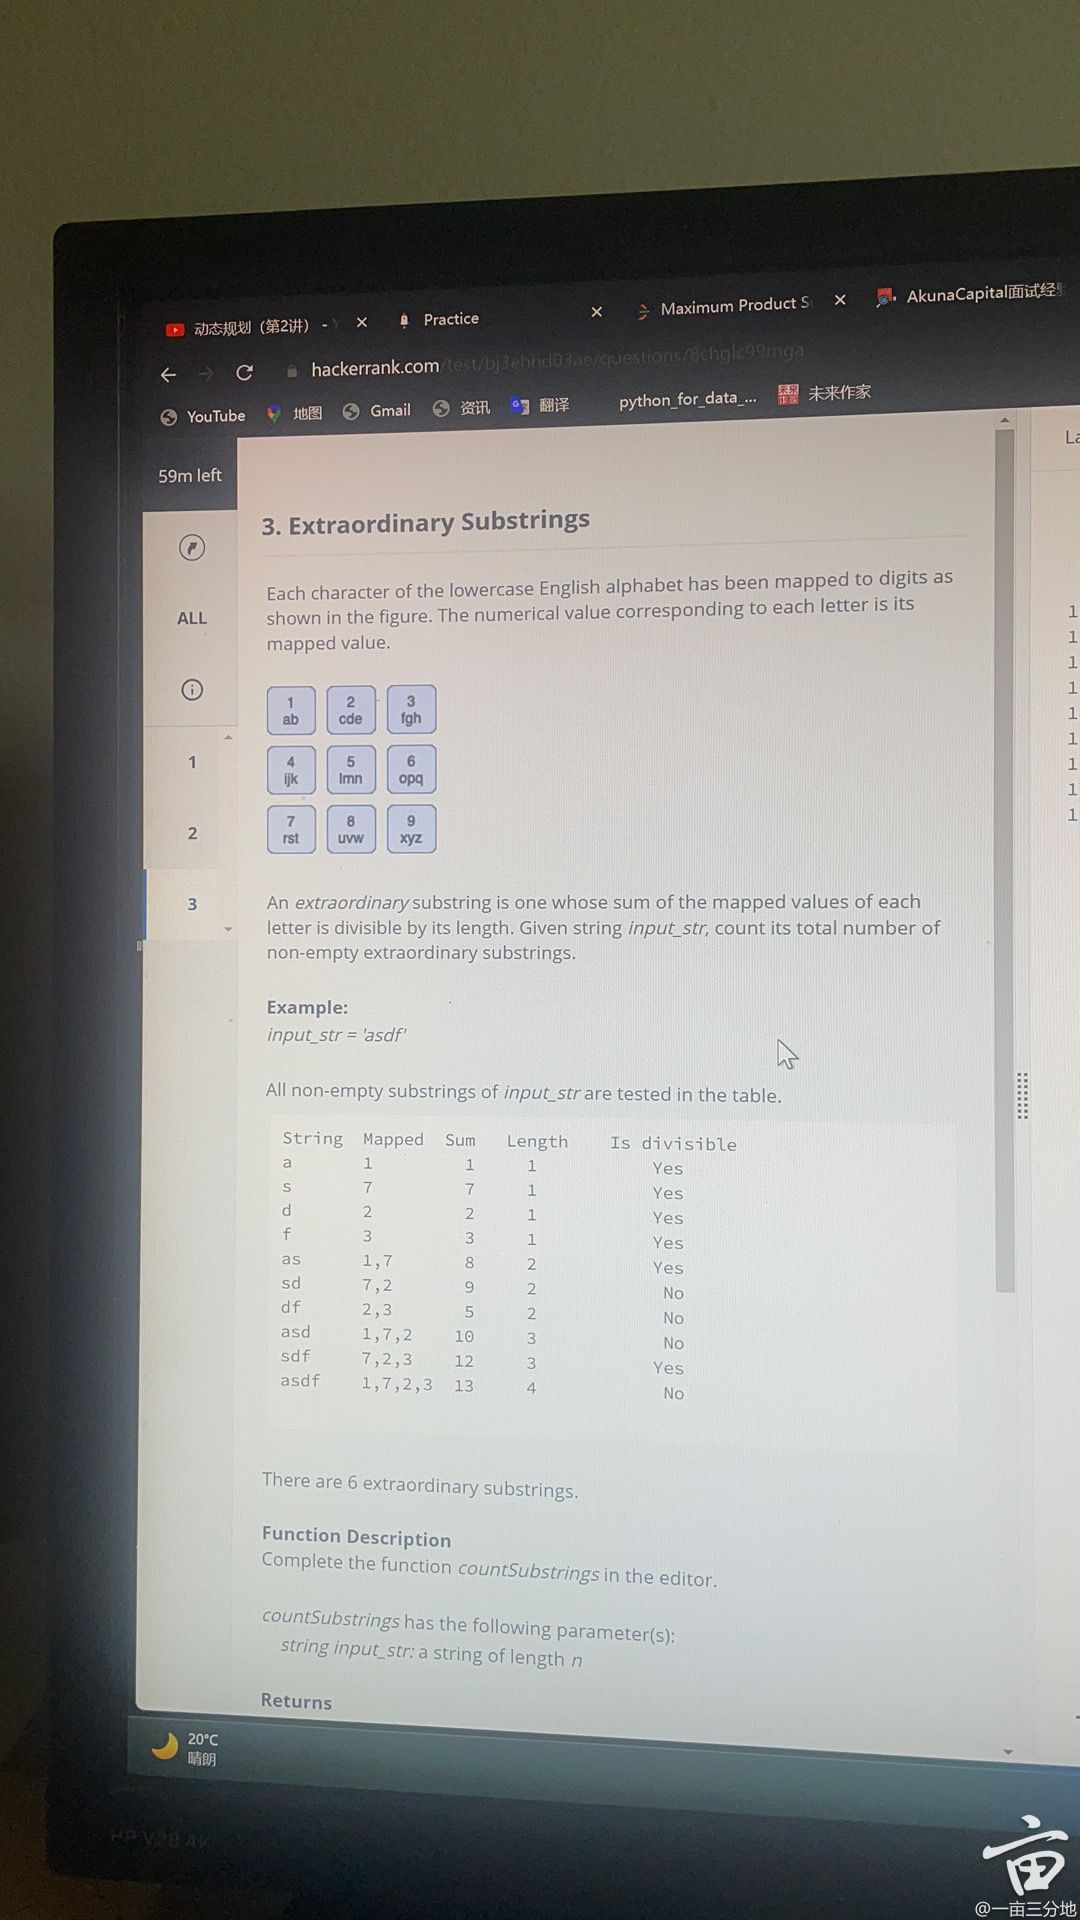 动态规划（第2讲） -
Practice
Maximum Product S
AkunaCapital面试经验
hackerrank.com/test/bj3ehhd03ae/questions/8chglc99mga
YouTube
地图
Gmail
资讯
翻译
python_for_data_...
未来作家
59m left
ALL
1
2
3
3. Extraordinary Substrings
Each character of the lowercase English alphabet has been mapped to digits as
shown in the figure. The numerical value corresponding to each letter is its
mapped value.
1 2 3
ab cde fgh
4 5 6
ijk lmn opq
7 8 9
rst uvw xyz
An extraordinary substring is one whose sum of the mapped values of each
letter is divisible by its length. Given string input_str, count its total number of
non-empty extraordinary substrings.
Example:
input_str = 'asdf'
All non-empty substrings of input_str are tested in the table.
String Mapped Sum Length Is divisible
a 1 1 1 Yes
s 7 7 1 Yes
d 2 2 1 Yes
f 3 3 1 Yes
as 1,7 8 2 Yes
sd 7,2 9 2 No
df 2,3 5 2 No
asd 1,7,2 10 3 No
sdf 7,2,3 12 3 Yes
asdf 1,7,2,3 13 4 No
There are 6 extraordinary substrings.
Function Description
Complete the function countSubstrings in the editor.
countSubstrings has the following parameter(s):
string input_str: a string of length n
Returns
La
1
1
1
1
1
1
1
1
1
20°C
晴朗
HP V28 4K
亩
@一亩三分地